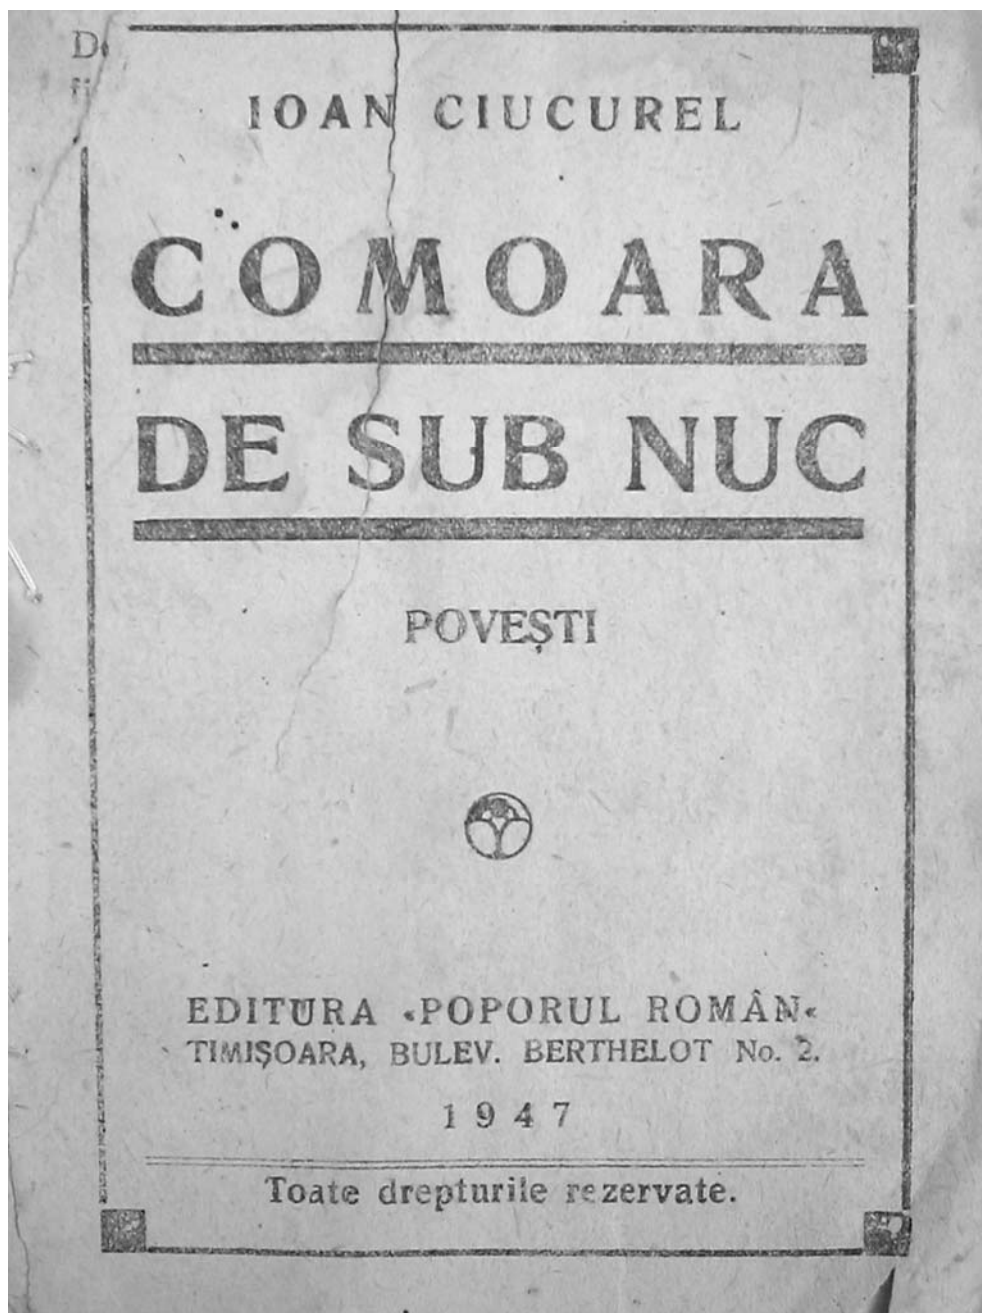 IOAN CIUCUREL
COMOARA
DE SUB NUC
POVEȘTI
EDITURA «POPORUL ROMÂN«
TIMIȘOARA, BULEV. BERTHELOT No. 2.
1947
Toate drepturile rezervate.